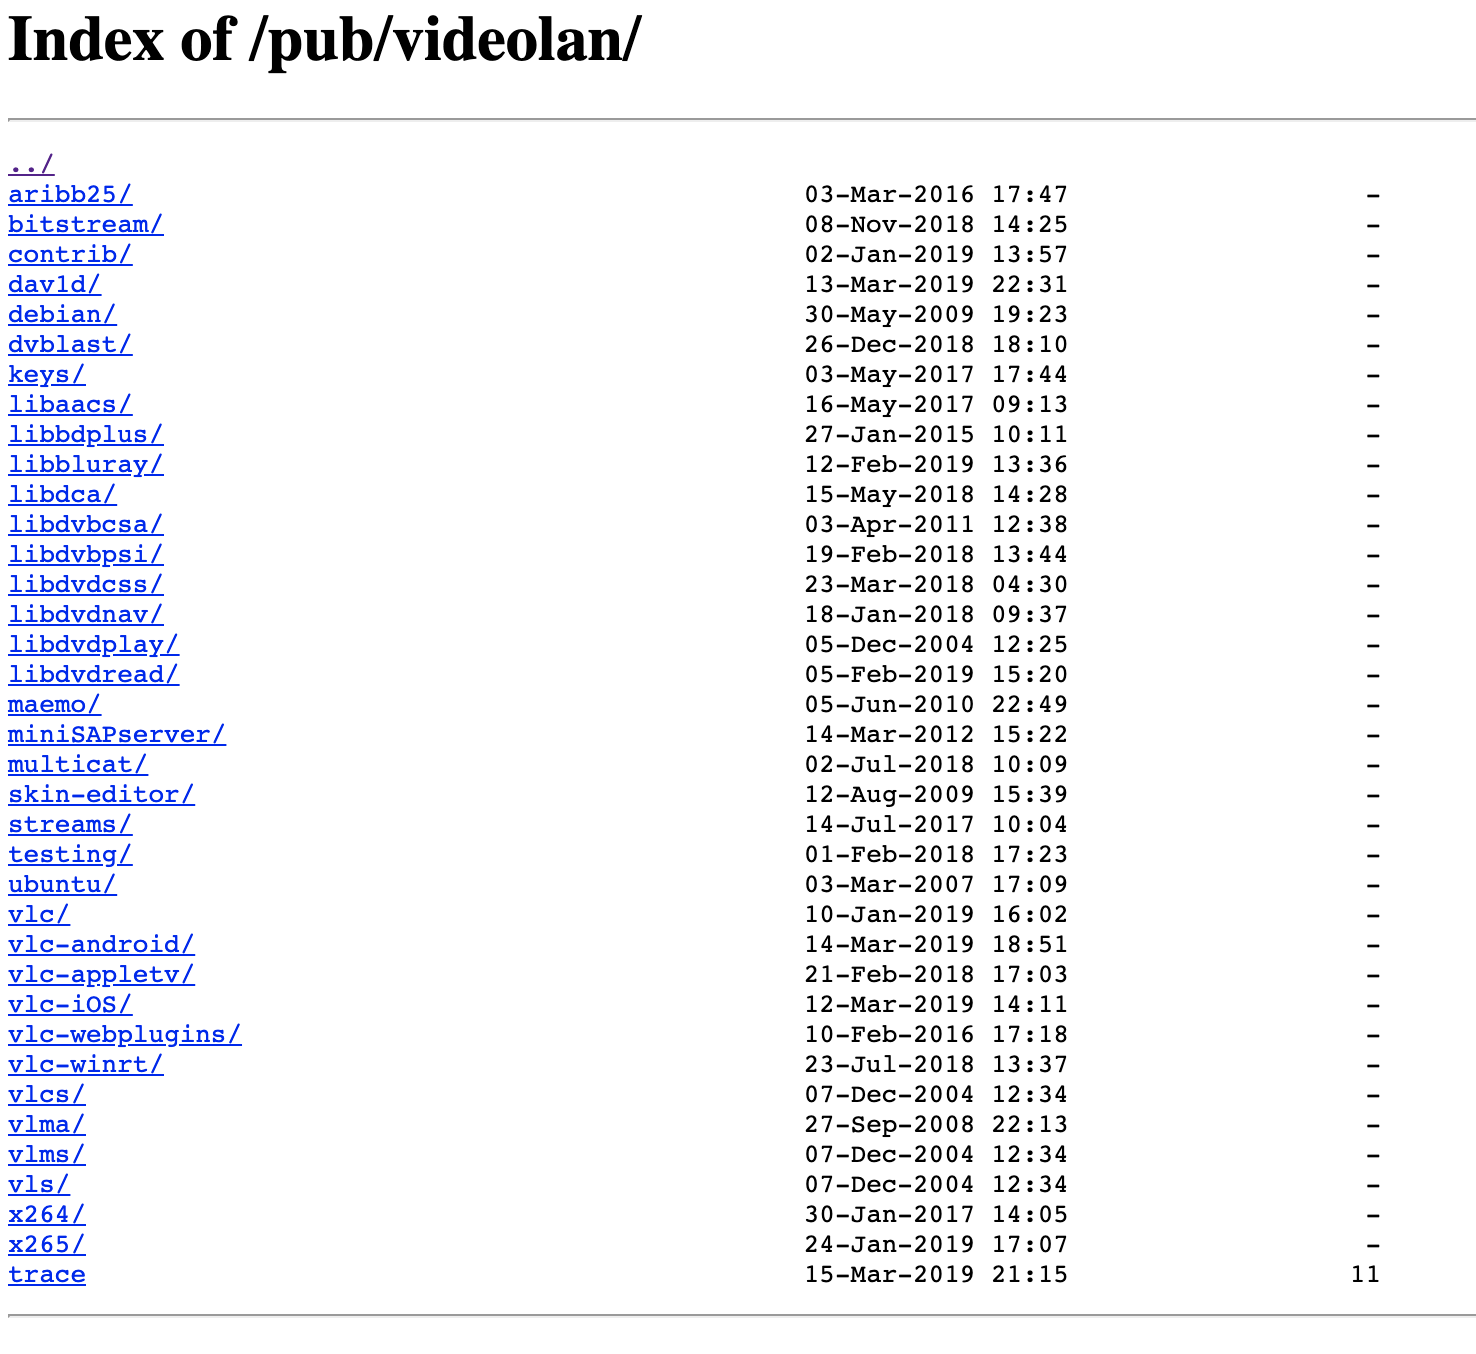 Index of /pub/videolan/
../
aribb25/ 03-Mar-2016 17:47 -
bitstream/ 08-Nov-2018 14:25 -
contrib/ 02-Jan-2019 13:57 -
dav1d/ 13-Mar-2019 22:31 -
debian/ 30-May-2009 19:23 -
dvblast/ 26-Dec-2018 18:10 -
keys/ 03-May-2017 17:44 -
libaacs/ 16-May-2017 09:13 -
libbdplus/ 27-Jan-2015 10:11 -
libbluray/ 12-Feb-2019 13:36 -
libdca/ 15-May-2018 14:28 -
libdvbcsa/ 03-Apr-2011 12:38 -
libdvbpsi/ 19-Feb-2018 13:44 -
libdvdcss/ 23-Mar-2018 04:30 -
libdvdnav/ 18-Jan-2018 09:37 -
libdvdplay/ 05-Dec-2004 12:25 -
libdvdread/ 05-Feb-2019 15:20 -
maemo/ 05-Jun-2010 22:49 -
miniSAPserver/ 14-Mar-2012 15:22 -
multicat/ 02-Jul-2018 10:09 -
skin-editor/ 12-Aug-2009 15:39 -
streams/ 14-Jul-2017 10:04 -
testing/ 01-Feb-2018 17:23 -
ubuntu/ 03-Mar-2007 17:09 -
vlc/ 10-Jan-2019 16:02 -
vlc-android/ 14-Mar-2019 18:51 -
vlc-appletv/ 21-Feb-2018 17:03 -
vlc-iOS/ 12-Mar-2019 14:11 -
vlc-webplugins/ 10-Feb-2016 17:18 -
vlc-winrt/ 23-Jul-2018 13:37 -
vlcs/ 07-Dec-2004 12:34 -
vlma/ 27-Sep-2008 22:13 -
vlms/ 07-Dec-2004 12:34 -
vls/ 07-Dec-2004 12:34 -
x264/ 30-Jan-2017 14:05 -
x265/ 24-Jan-2019 17:07 -
trace 15-Mar-2019 21:15 11